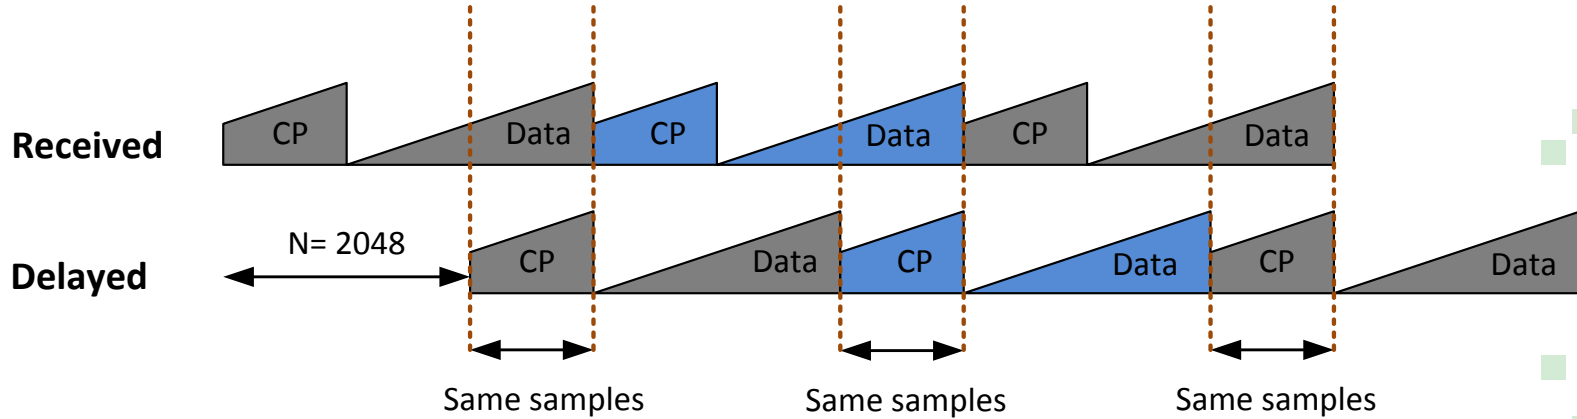 Received
CP
Data
CP
Data
CP
Data
N= 2048
Delayed
CP
Data
CP
Data
CP
Data
Same samples
Same samples
Same samples